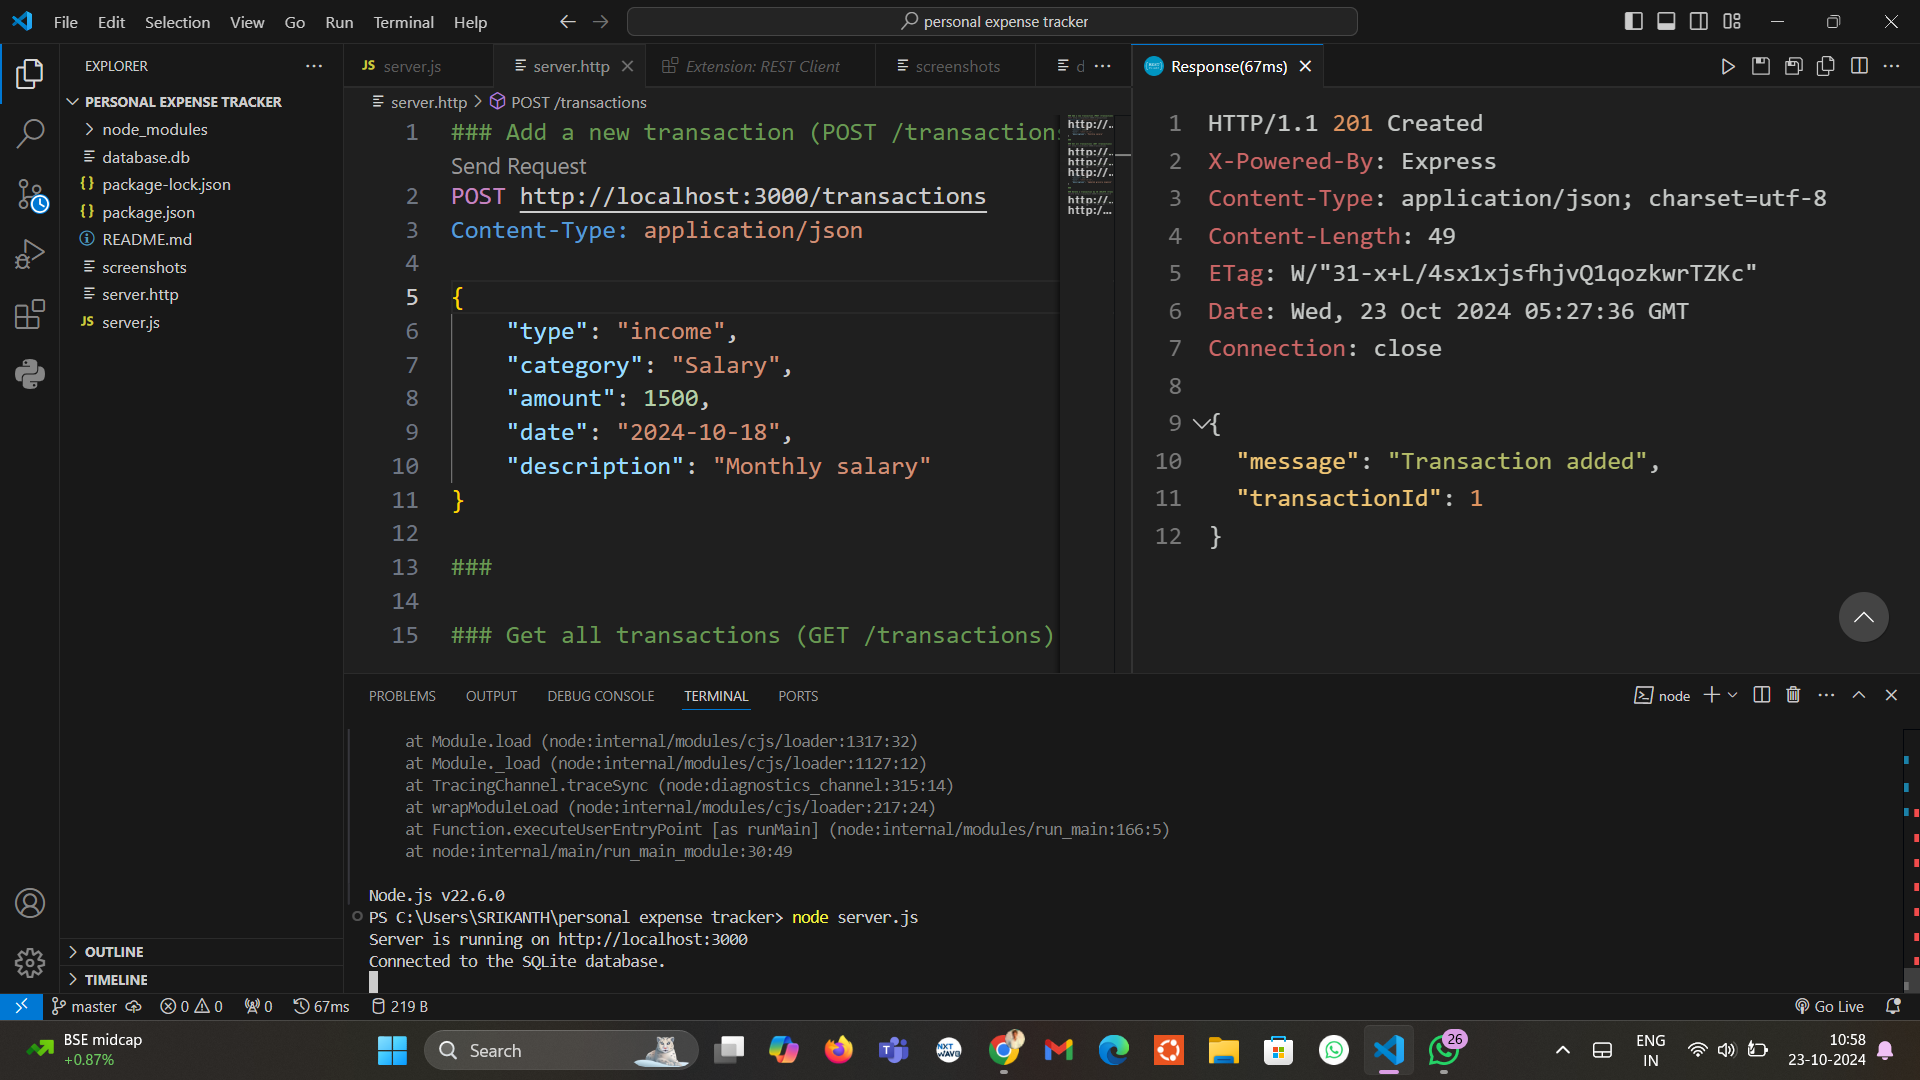 File Edit Selection View Go Run Terminal Help
personal expense tracker
EXPLORER
PERSONAL EXPENSE TRACKER
node_modules
database.db
package-lock.json
package.json
README.md
screenshots
server.http
JS server.js
OUTLINE
TIMELINE
JS server.js
server.http
Extension: REST Client
screenshots
d
server.http > POST /transactions
1 ### Add a new transaction (POST /transactions
Send Request
2 POST http://localhost:3000/transactions
3 Content-Type: application/json
4
5 {
6 "type": "income",
7 "category": "Salary",
8 "amount": 1500,
9 "date": "2024-10-18",
10 "description": "Monthly salary"
11 }
12
13 ###
14
15 ### Get all transactions (GET /transactions)
Response(67ms)
1 HTTP/1.1 201 Created
2 X-Powered-By: Express
3 Content-Type: application/json; charset=utf-8
4 Content-Length: 49
5 ETag: W/"31-x+L/4sx1xjsfhjvQ1qozkwrTZKc"
6 Date: Wed, 23 Oct 2024 05:27:36 GMT
7 Connection: close
8
9 {
10 "message": "Transaction added",
11 "transactionId": 1
12 }
PROBLEMS OUTPUT DEBUG CONSOLE TERMINAL PORTS
node
at Module.load (node:internal/modules/cjs/loader:1317:32)
at Module._load (node:internal/modules/cjs/loader:1127:12)
at TracingChannel.traceSync (node:diagnostics_channel:315:14)
at wrapModuleLoad (node:internal/modules/cjs/loader:217:24)
at Function.executeUserEntryPoint [as runMain] (node:internal/modules/run_main:166:5)
at node:internal/main/run_main_module:30:49
Node.js v22.6.0
PS C:\Users\SRIKANTH\personal expense tracker> node server.js
Server is running on http://localhost:3000
Connected to the SQLite database.
master 0 0 0 67ms 219 B
Go Live
BSE midcap
+0.87%
Search
NXT WAVE
26
ENG
IN
10:58
23-10-2024